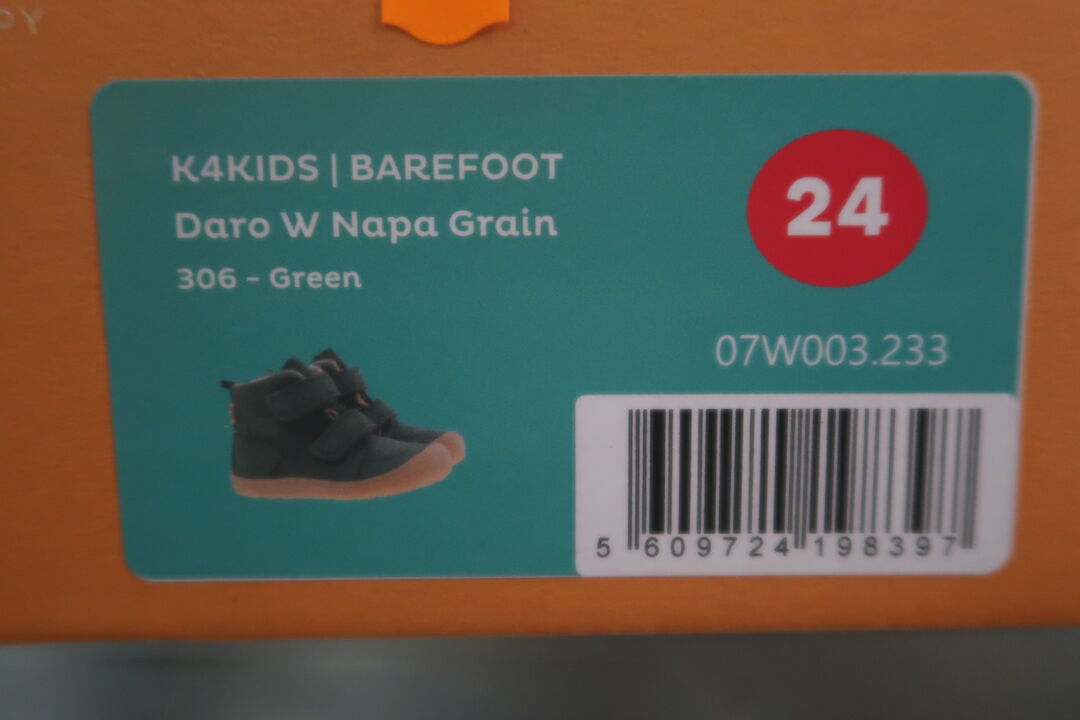 K4KIDS | BAREFOOT
Daro W Napa Grain
306 - Green
24
07W003.233
5 609724 198397